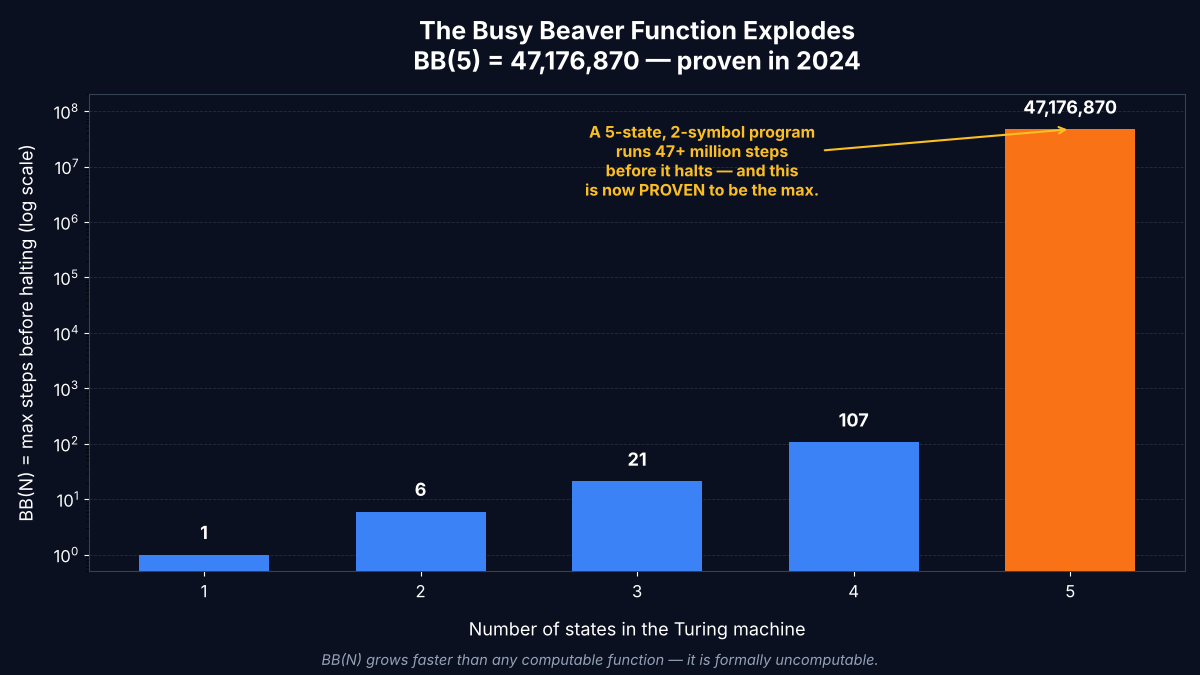 The Busy Beaver Function Explodes
BB(5) = 47,176,870 — proven in 2024
BB(N) = max steps before halting (log scale)
10⁸
10⁷
10⁶
10⁵
10⁴
10³
10²
10¹
10⁰
A 5-state, 2-symbol program
runs 47+ million steps
before it halts — and this
is now PROVEN to be the max.
1
6
21
107
47,176,870
1
2
3
4
5
Number of states in the Turing machine
BB(N) grows faster than any computable function — it is formally uncomputable.